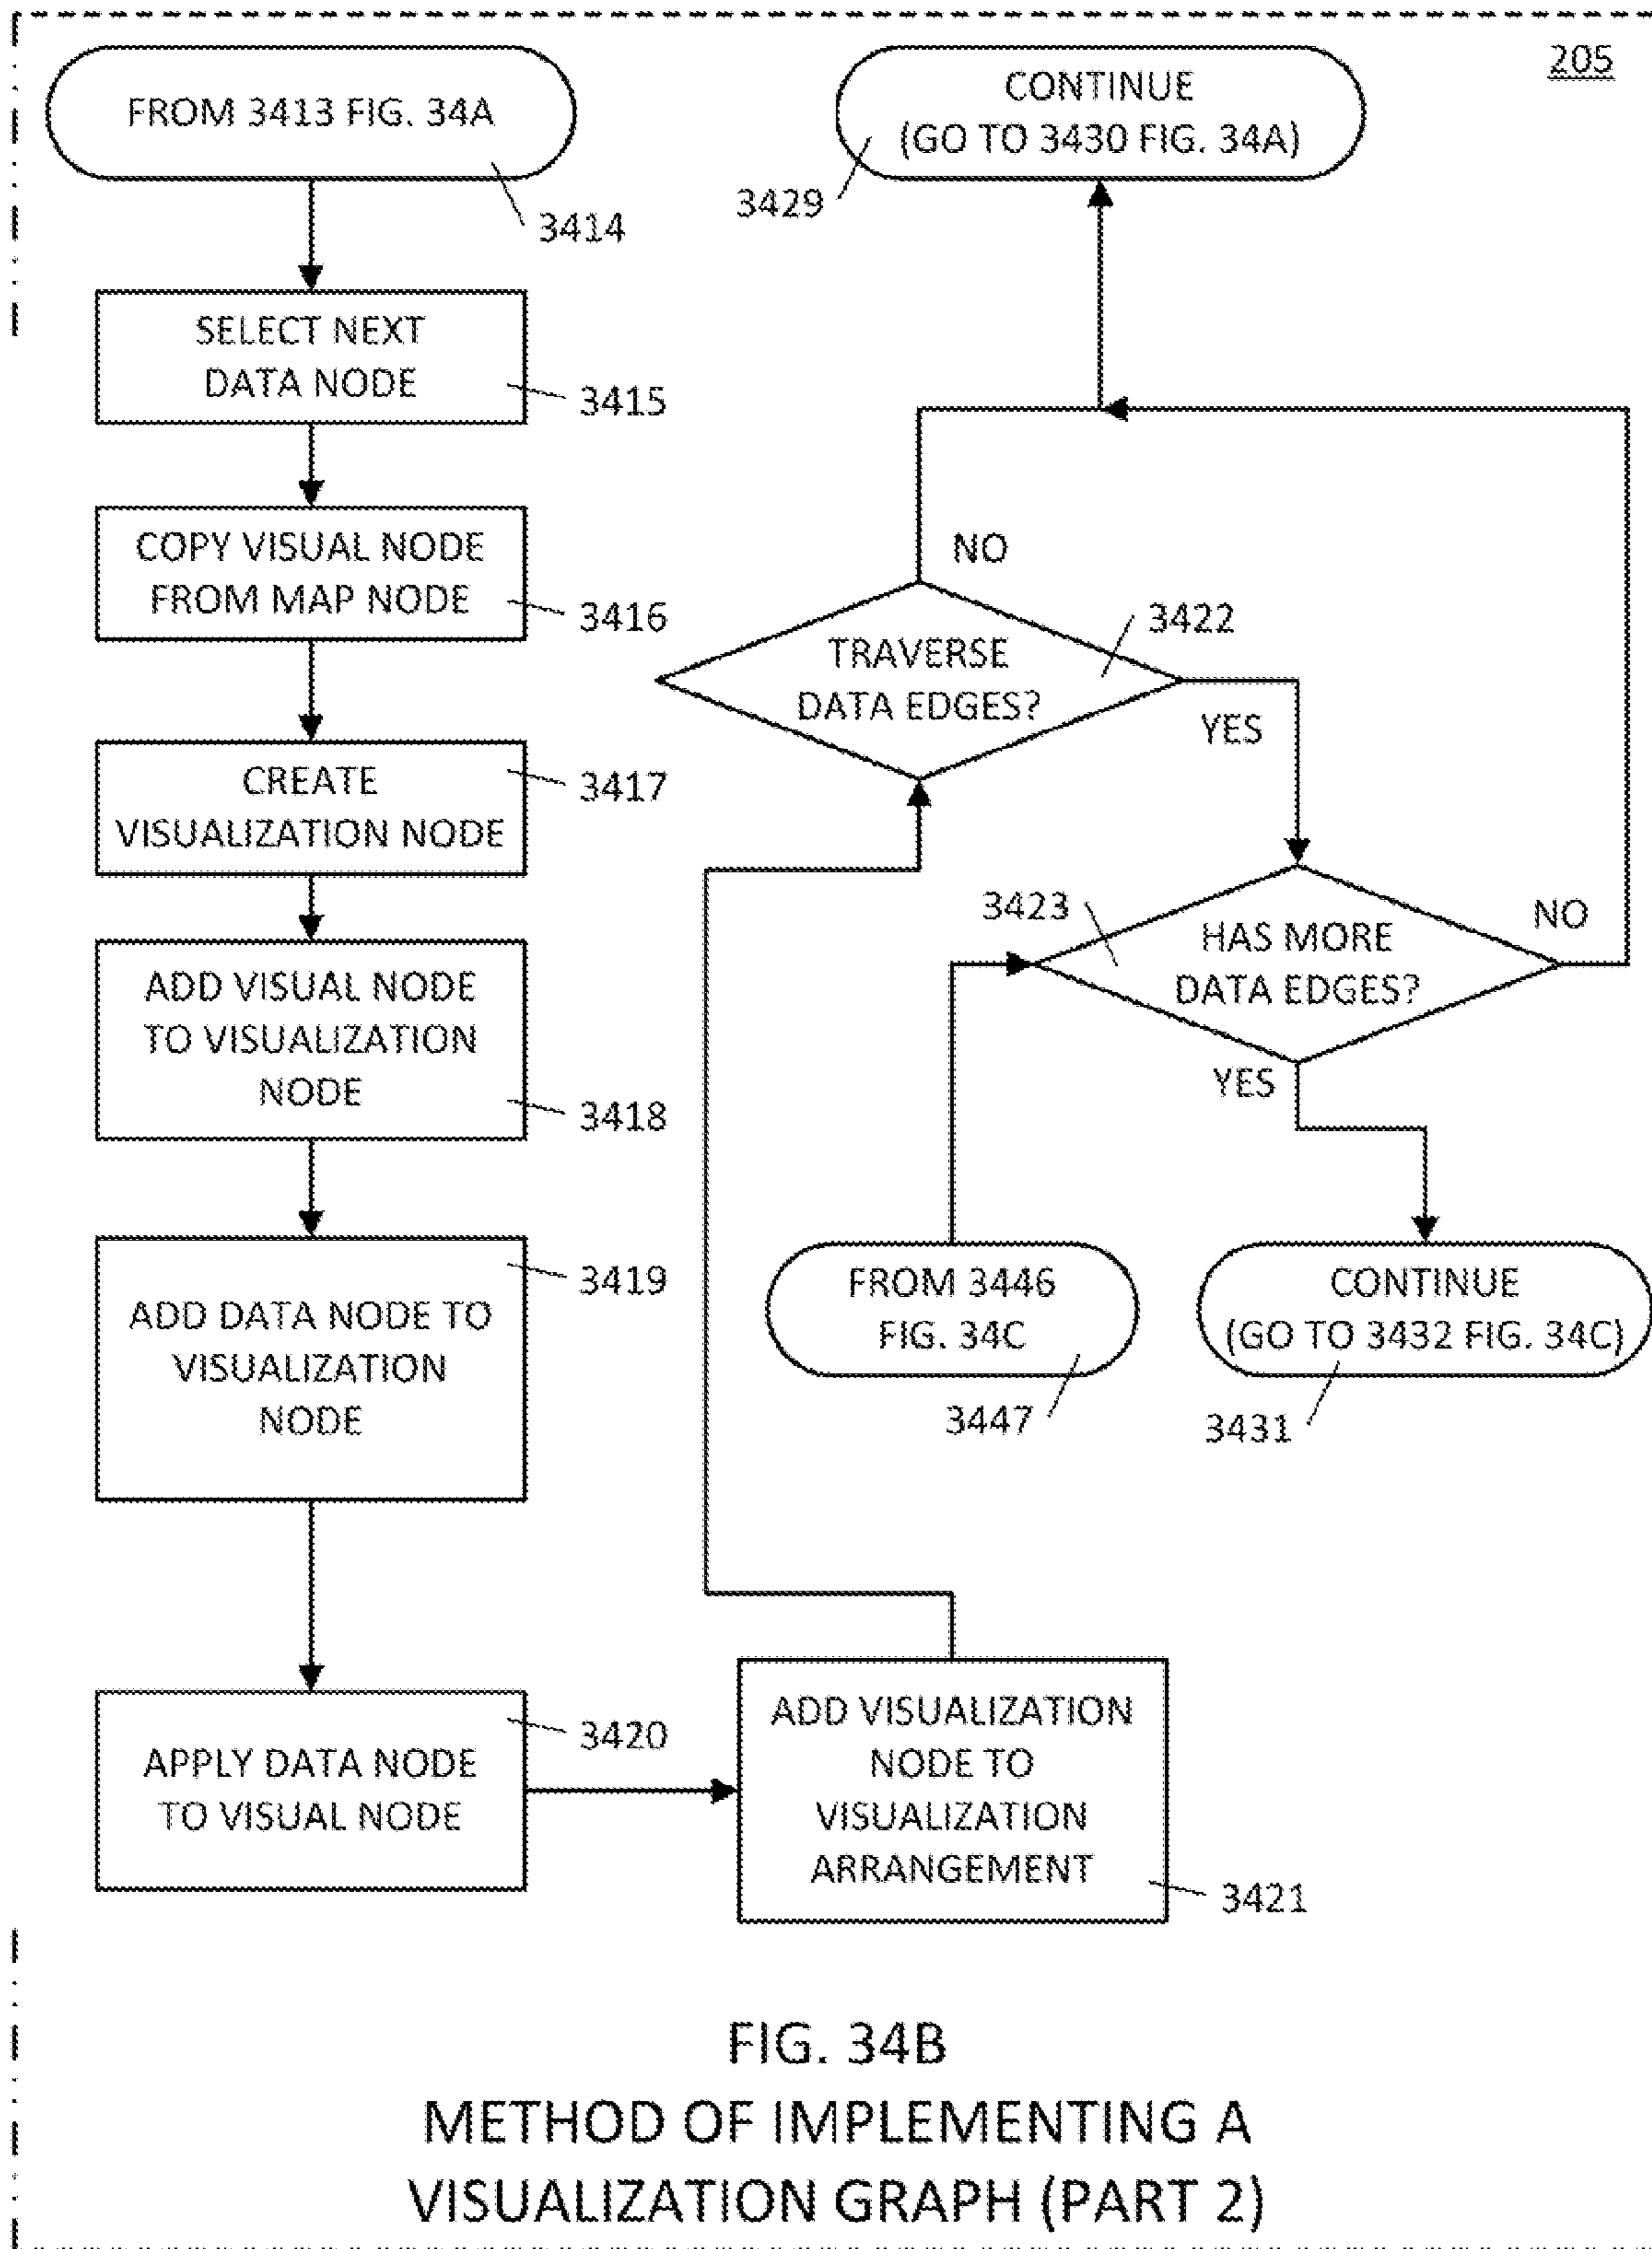 205
FROM 3413 FIG. 34A
3414
SELECT NEXT
DATA NODE
3415
COPY VISUAL NODE
FROM MAP NODE
3416
CREATE
VISUALIZATION NODE
3417
ADD VISUAL NODE
TO VISUALIZATION
NODE
3418
ADD DATA NODE TO
VISUALIZATION
NODE
3419
APPLY DATA NODE
TO VISUAL NODE
3420
ADD VISUALIZATION
NODE TO
VISUALIZATION
ARRANGEMENT
3421
CONTINUE
(GO TO 3430 FIG. 34A)
3429
NO
TRAVERSE
DATA EDGES?
3422
YES
3423
HAS MORE
DATA EDGES?
NO
YES
FROM 3446
FIG. 34C
3447
CONTINUE
(GO TO 3432 FIG. 34C)
3431
FIG. 34B
METHOD OF IMPLEMENTING A
VISUALIZATION GRAPH (PART 2)